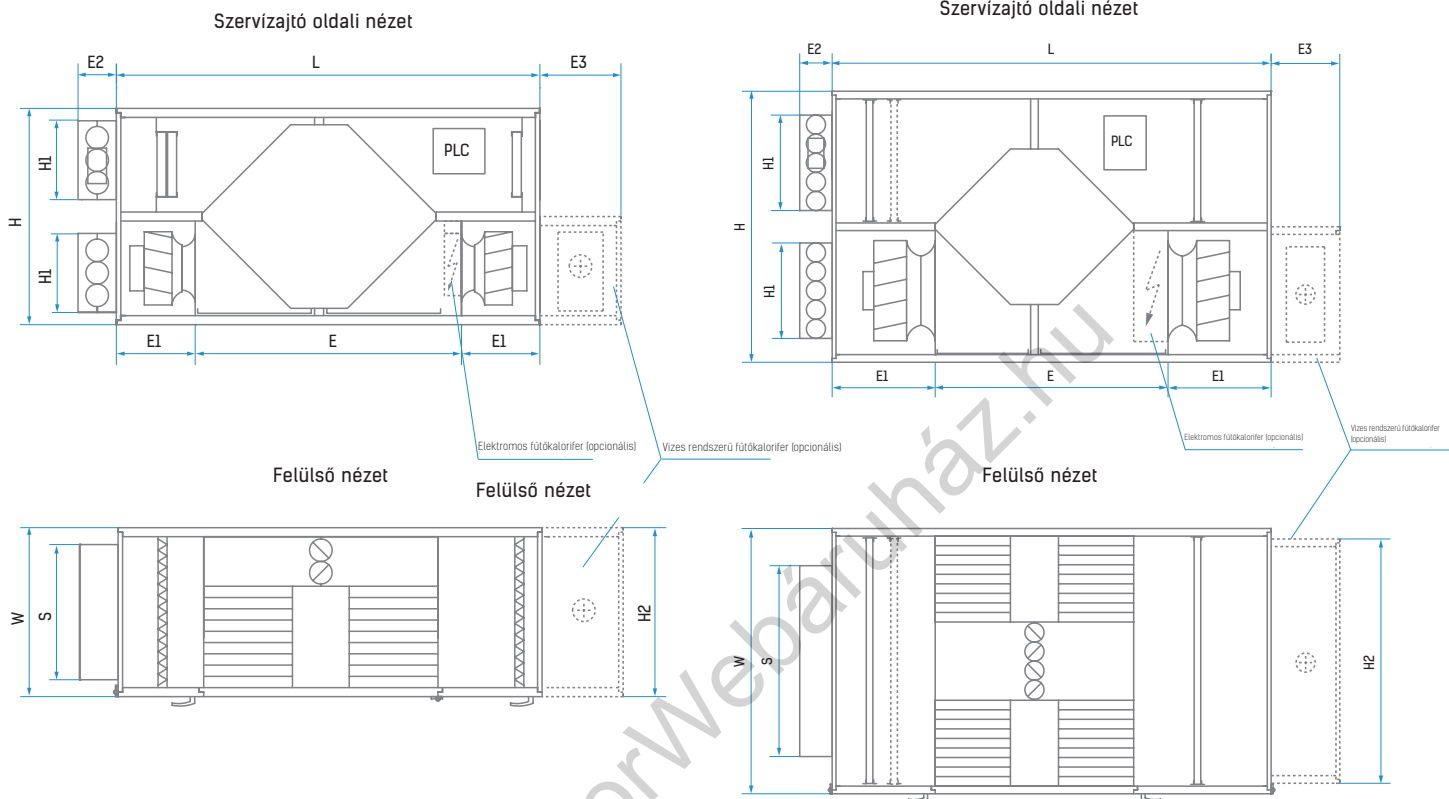 Szervízajtó oldali nézet
E2
L
E3
H
H1
H1
PLC
E1
E
E1
Elektromos fűtőkalorifer (opcionális)
Vizes rendszerű fűtőkalorifer (opcionális)
Felülső nézet
Felülső nézet
W
S
H2
Szervízajtó oldali nézet
E2
L
E3
H
H1
H1
PLC
E1
E
E1
Elektromos fűtőkalorifer (opcionális)
Vizes rendszerű fűtőkalorifer
(opcionális)
Felülső nézet
W
S
H2
orWebáruház.hu